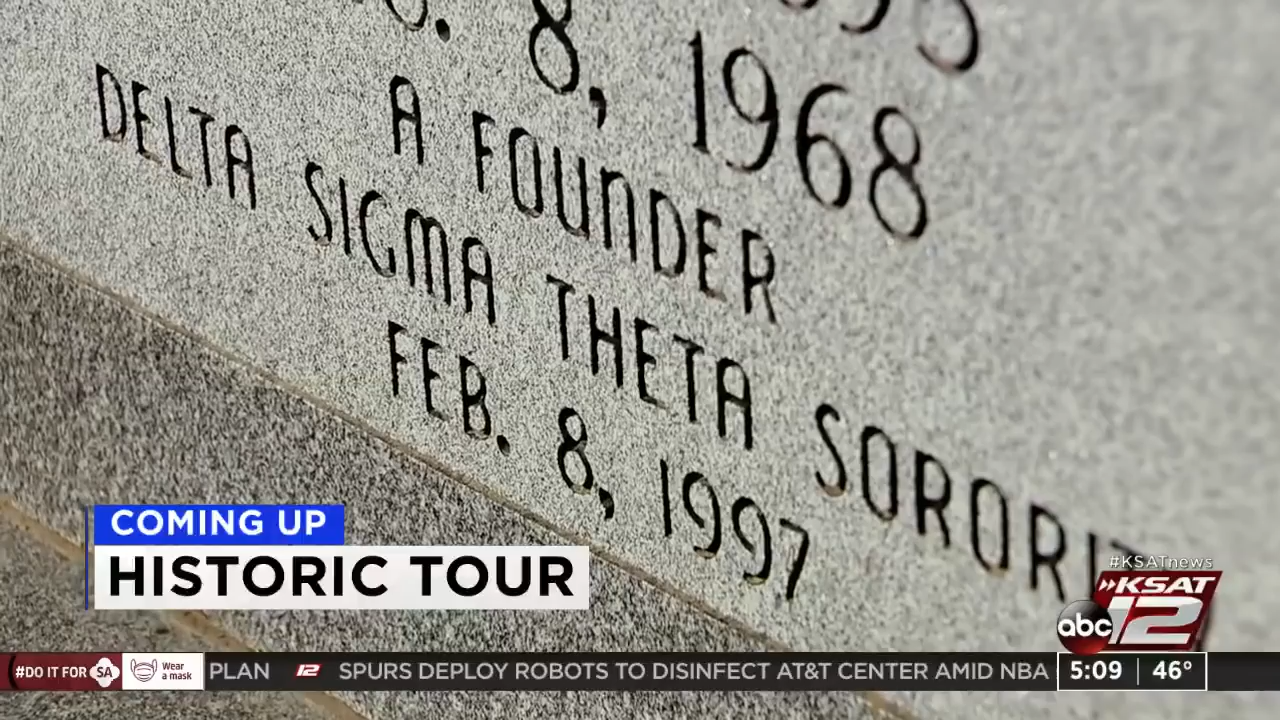 8, 1968
A FOUNDER
DELTA SIGMA THETA
FEB. 8, 1997
COMING UP
HISTORIC TOUR
#KSATnews
KSAT
abc 12
#DO IT FOR SA
Wear
a mask
PLAN 12 SPURS DEPLOY ROBOTS TO DISINFECT AT&T CENTER AMID NBA
5:09 46°